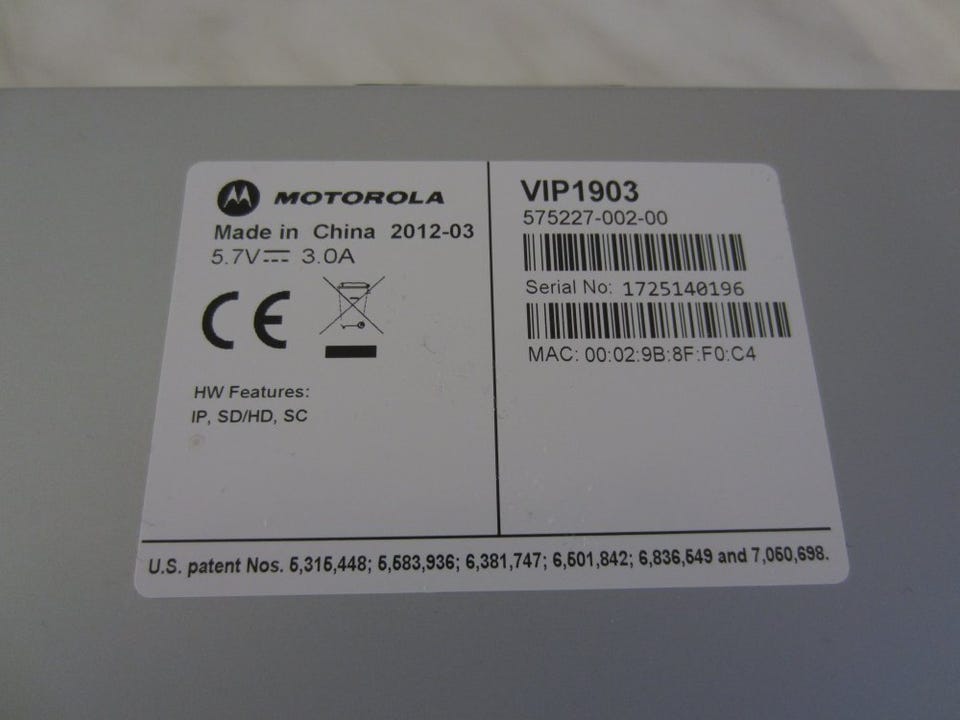 MOTOROLA
Made in China 2012-03
5.7V 3.0A
CE
HW Features:
IP, SD/HD, SC
VIP1903
575227-002-00
Serial No: 1725140196
MAC: 00:02:9B:8F:F0:C4
U.S. patent Nos. 5,315,448; 5,583,936; 6,381,747; 6,501,842; 6,836,549 and 7,050,698.